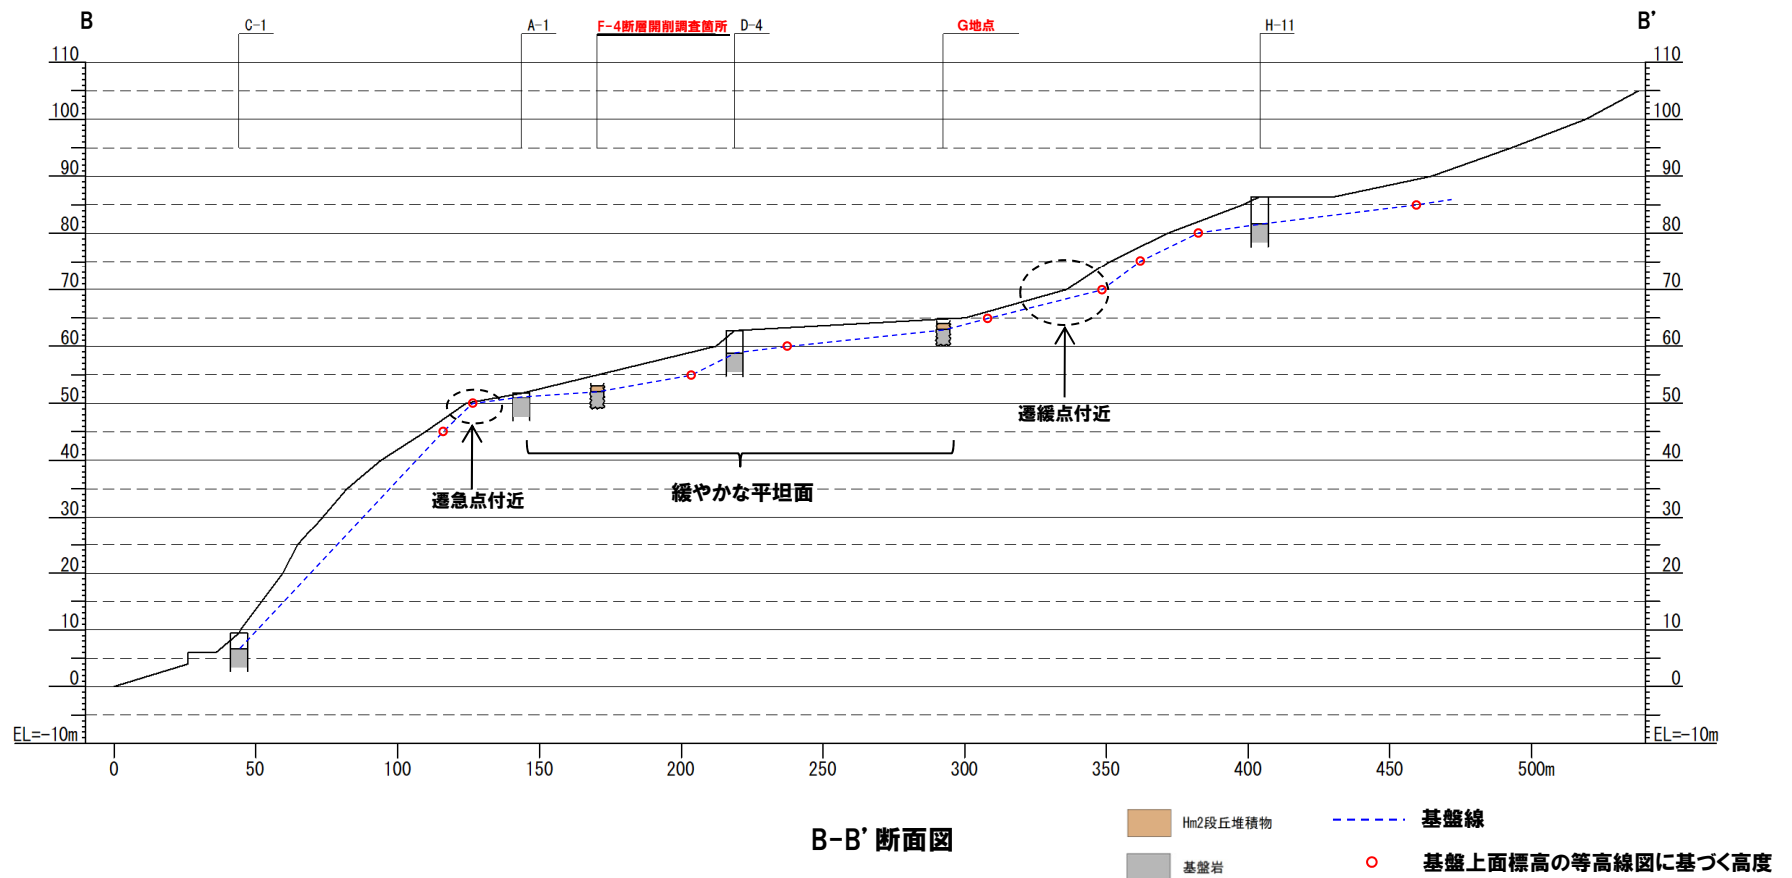 B
C-1
A-1
F-4断層開削調査箇所
D-4
G地点
H-11
B’
110
110
100
100
90
90
80
80
70
70
60
60
50
50
40
40
30
30
20
20
10
10
0
0
遷緩点付近
遷急点付近
緩やかな平坦面
EL=-10m
EL=-10m
0
50
100
150
200
250
300
350
400
450
500m
B-B’断面図
Hm2段丘堆積物
基盤線
基盤岩
基盤上面標高の等高線図に基づく高度